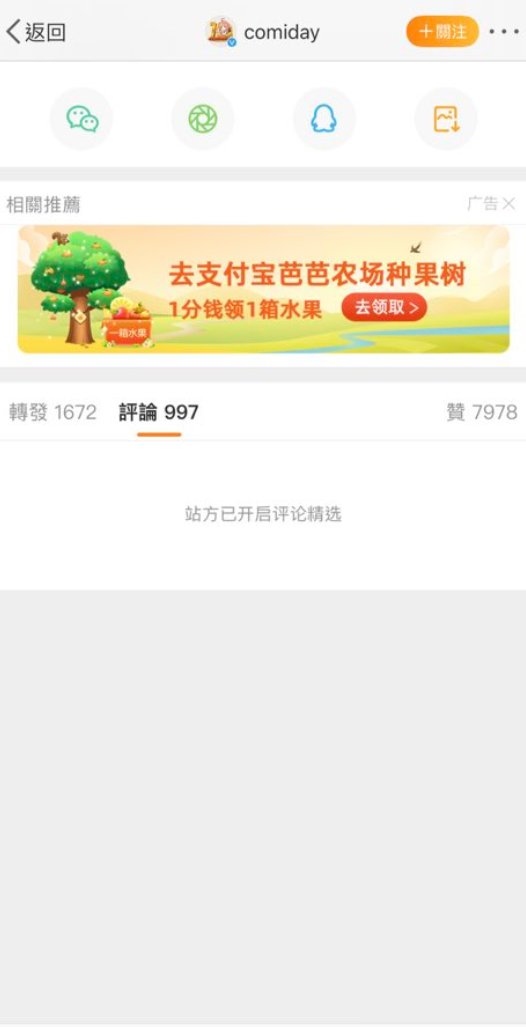 返回
comiday
＋關注
相關推薦
广告
去支付宝芭芭农场种果树
1分钱领1箱水果
去领取 >
一箱水果
轉發 1672
評論 997
贊 7978
站方已开启评论精选